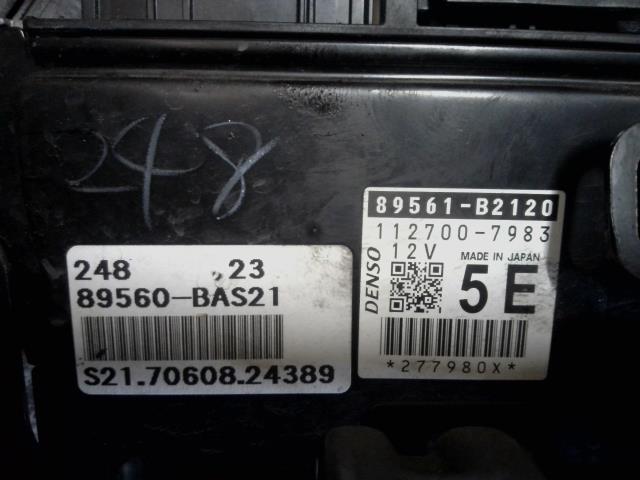 248
248 .23
89560-BAS21
S21.70608.24389
89561-B2120
112700-7983
DENSO
12V
MADE IN JAPAN
5E
*277980X*